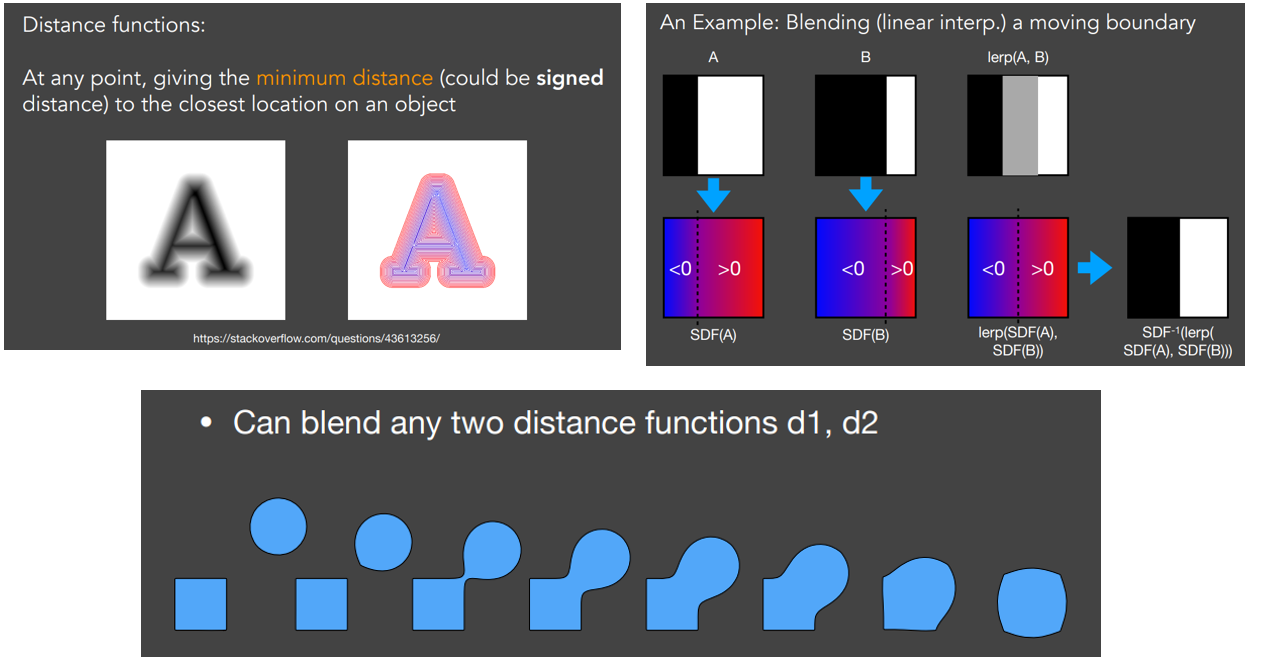 Distance functions:
At any point, giving the minimum distance (could be signed
distance) to the closest location on an object
A
A
https://stackoverflow.com/questions/43613256/
An Example: Blending (linear interp.) a moving boundary
A B lerp(A, B)
<0 >0 <0 >0 <0 >0
SDF(A) SDF(B) lerp(SDF(A),
SDF(B))
SDF⁻¹(lerp(
SDF(A), SDF(B)))
• Can blend any two distance functions d1, d2